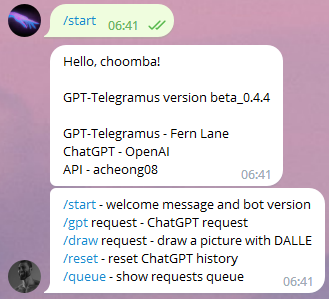 /start 06:41
Hello, choomba!
GPT-Telegramus version beta_0.4.4
GPT-Telegramus - Fern Lane
ChatGPT - OpenAI
API - acheong08
06:41
/start - welcome message and bot version
/gpt request - ChatGPT request
/draw request - draw a picture with DALLE
/reset - reset ChatGPT history
/queue - show requests queue
06:41